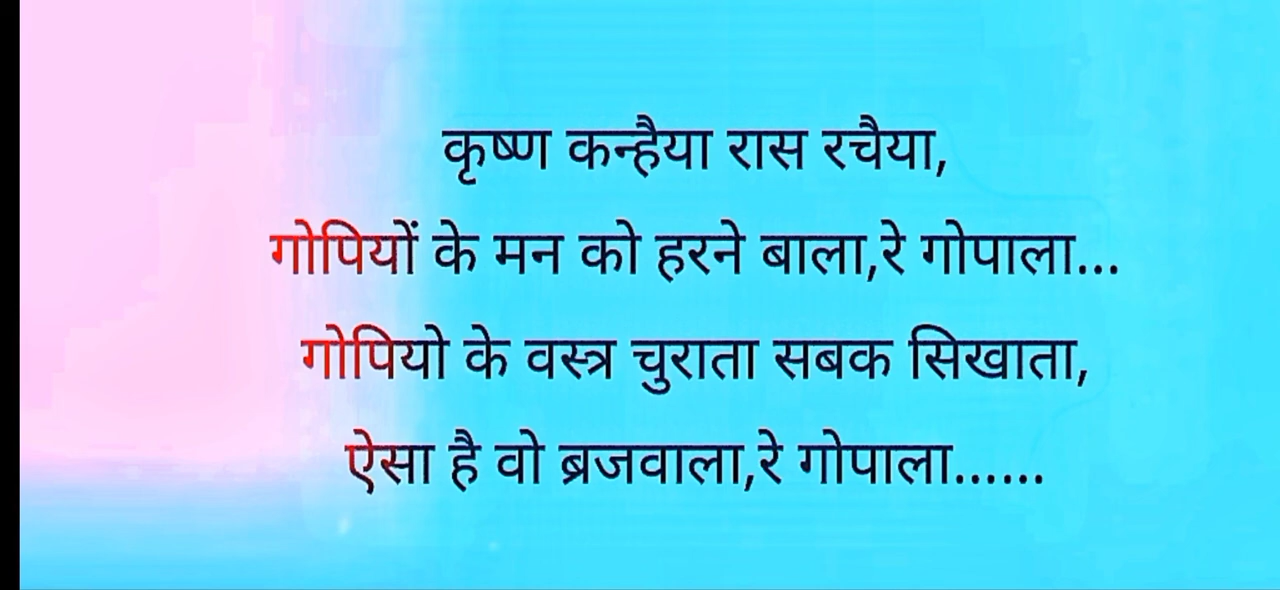 कृष्ण कन्हैया रास रचैया,
गोपियों के मन को हरने बाला,रे गोपाला...
गोपियो के वस्त्र चुराता सबक सिखाता,
ऐसा है वो ब्रजवाला,रे गोपाला......